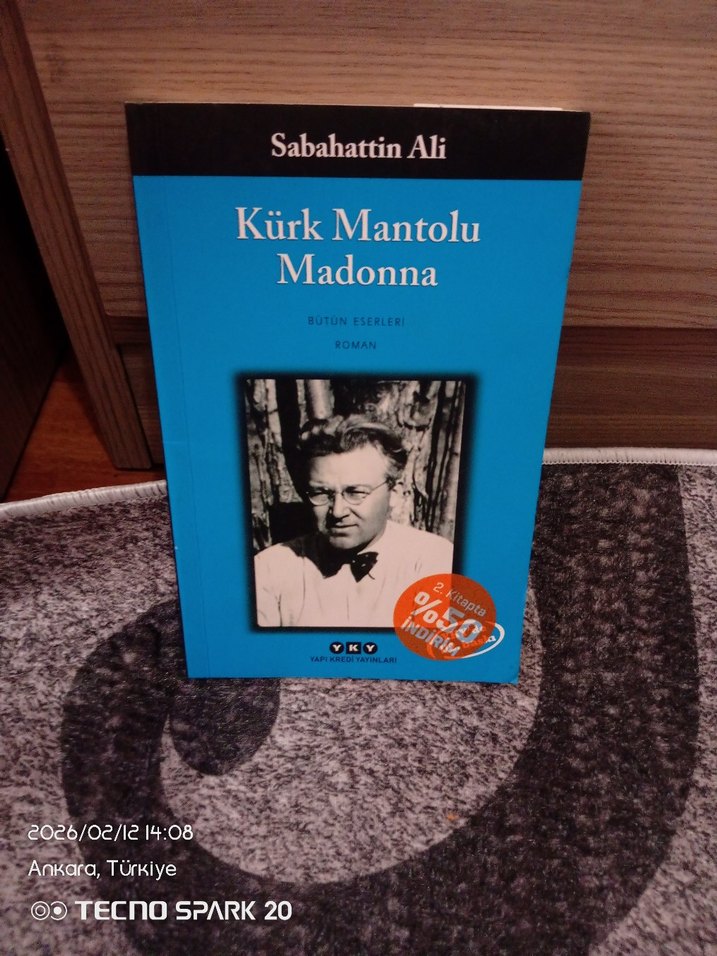 Sabahattin Ali
Kürk Mantolu
Madonna
BÜTÜN ESERLERİ
ROMAN
2. Kitapta
%50
İNDİRİM
YKY
YAPI KREDİ YAYINLARI
2026/02/12 14:08
Ankara, Türkiye
TECNO SPARK 20